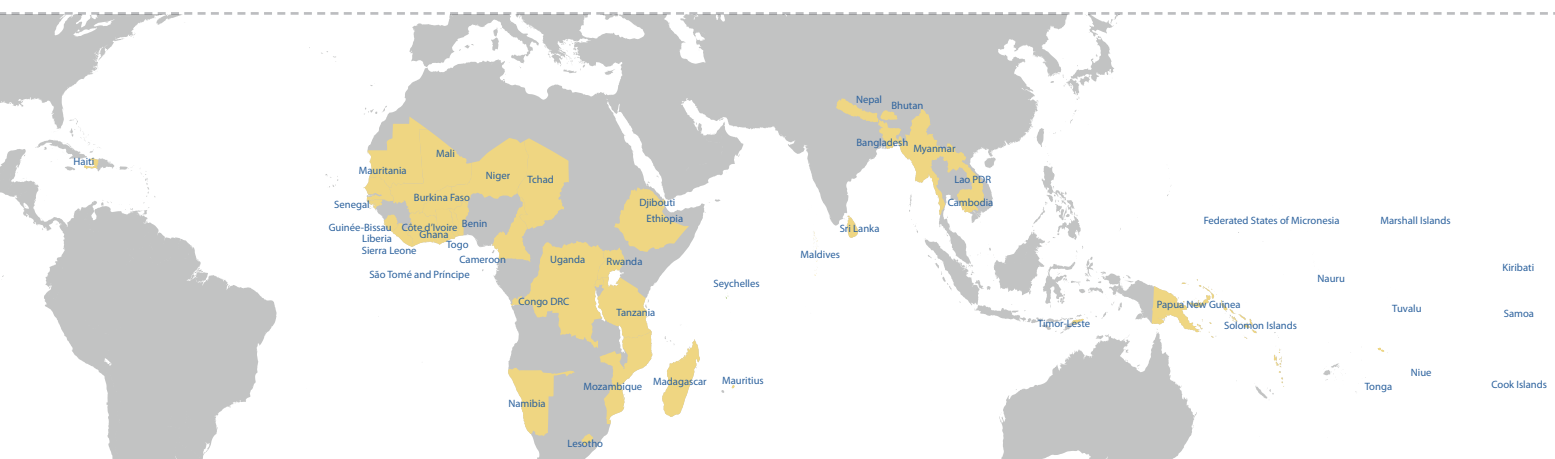 Nepal
Bhutan
Bangladesh
Myanmar
Mali
Haiti
Mauritania
Niger
Tchad
Lao PDR
Burkina Faso
Senegal
Djibouti
Cambodia
Ethiopia
Federated States of Micronesia
Marshall Islands
Guinée-Bissau
Côte d'Ivoire
Benin
Sri Lanka
Ghana
Liberia
Togo
Sierra Leone
Maldives
Cameroon
Uganda
Rwanda
Kiribati
São Tomé and Príncipe
Nauru
Seychelles
Congo DRC
Papua New Guinea
Tuvalu
Tanzania
Samoa
Timor-Leste
Solomon Islands
Niue
Madagascar
Mauritius
Mozambique
Tonga
Cook Islands
Namibia
Lesotho